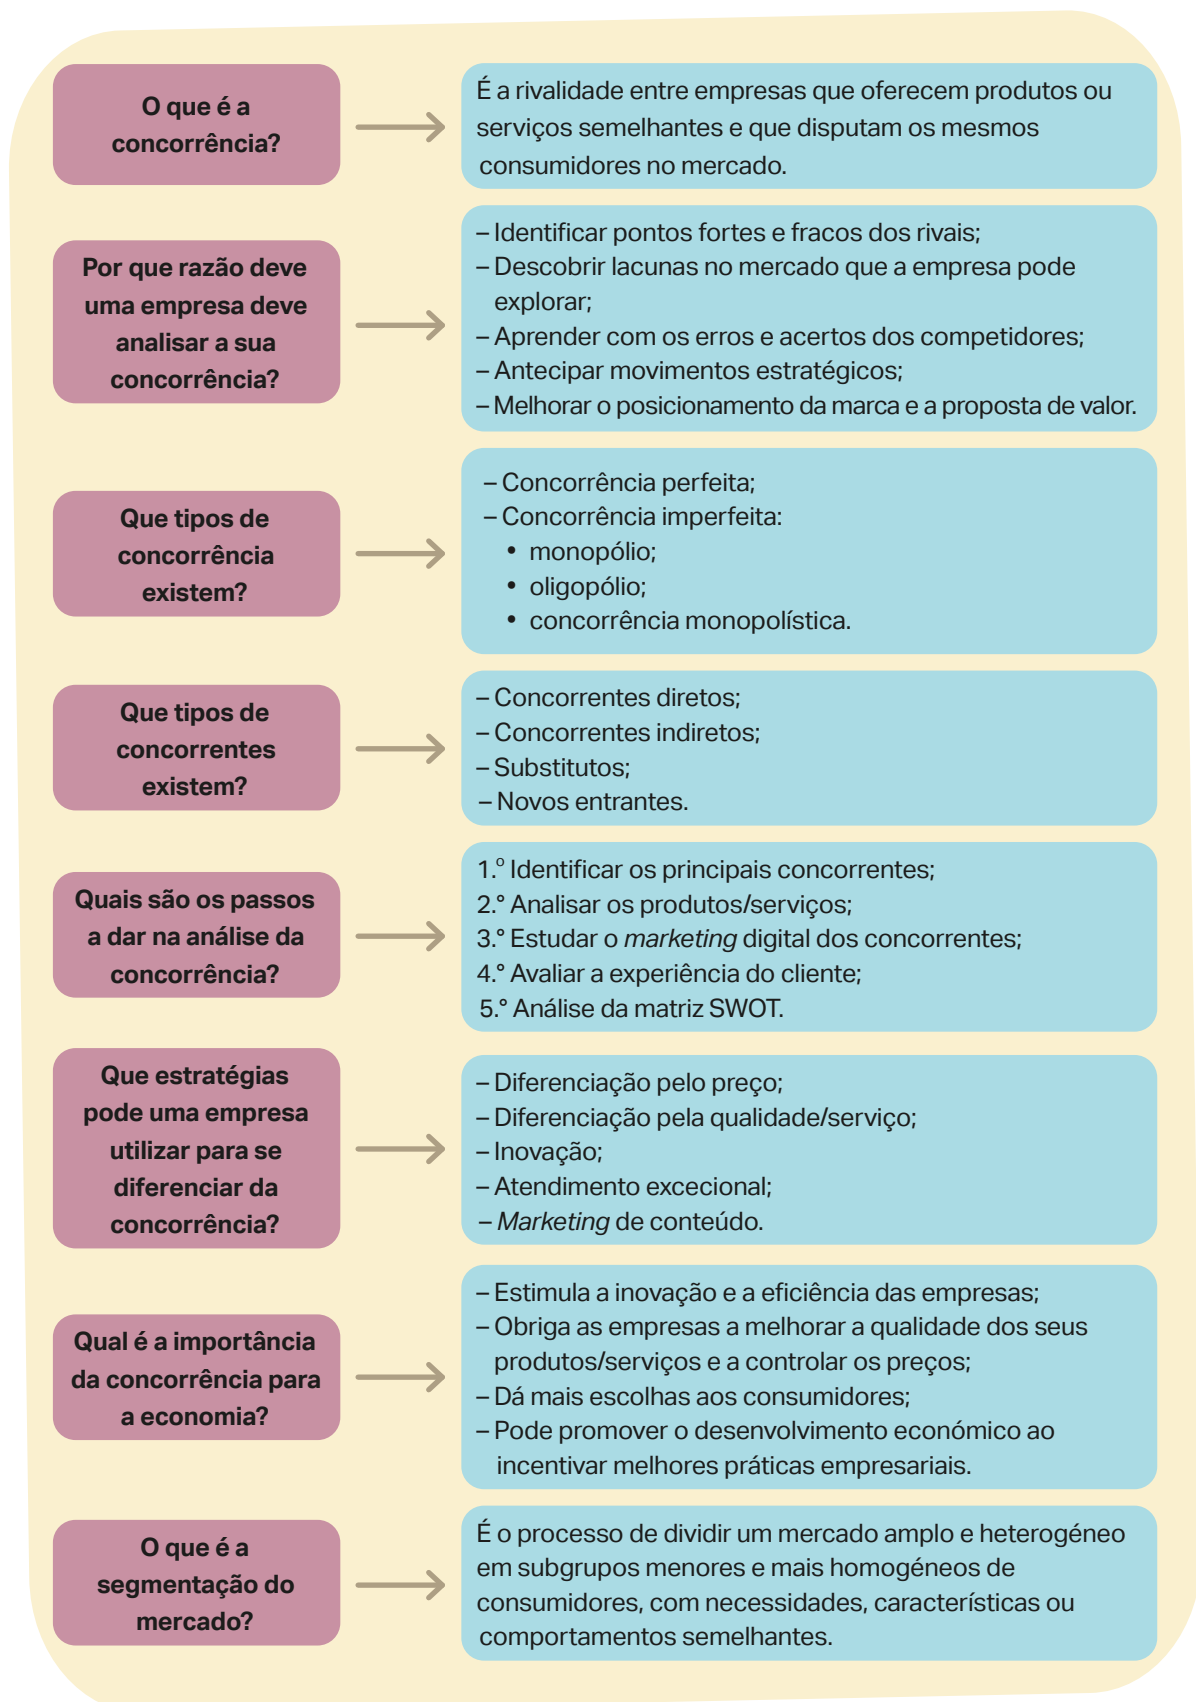 O que é a
concorrência?
É a rivalidade entre empresas que oferecem produtos ou
serviços semelhantes e que disputam os mesmos
consumidores no mercado.
Por que razão deve
uma empresa deve
analisar a sua
concorrência?
– Identificar pontos fortes e fracos dos rivais;
– Descobrir lacunas no mercado que a empresa pode
explorar;
– Aprender com os erros e acertos dos competidores;
– Antecipar movimentos estratégicos;
– Melhorar o posicionamento da marca e a proposta de valor.
Que tipos de
concorrência
existem?
– Concorrência perfeita;
– Concorrência imperfeita:
• monopólio;
• oligopólio;
• concorrência monopolística.
Que tipos de
concorrentes
existem?
– Concorrentes diretos;
– Concorrentes indiretos;
– Substitutos;
– Novos entrantes.
Quais são os passos
a dar na análise da
concorrência?
1.º Identificar os principais concorrentes;
2.° Analisar os produtos/serviços;
3.° Estudar o marketing digital dos concorrentes;
4.° Avaliar a experiência do cliente;
5.° Análise da matriz SWOT.
Que estratégias
pode uma empresa
utilizar para se
diferenciar da
concorrência?
– Diferenciação pelo preço;
– Diferenciação pela qualidade/serviço;
– Inovação;
– Atendimento excecional;
– Marketing de conteúdo.
Qual é a importância
da concorrência para
a economia?
– Estimula a inovação e a eficiência das empresas;
– Obriga as empresas a melhorar a qualidade dos seus
produtos/serviços e a controlar os preços;
– Dá mais escolhas aos consumidores;
– Pode promover o desenvolvimento económico ao
incentivar melhores práticas empresariais.
O que é a
segmentação do
mercado?
É o processo de dividir um mercado amplo e heterogéneo
em subgrupos menores e mais homogéneos de
consumidores, com necessidades, características ou
comportamentos semelhantes.